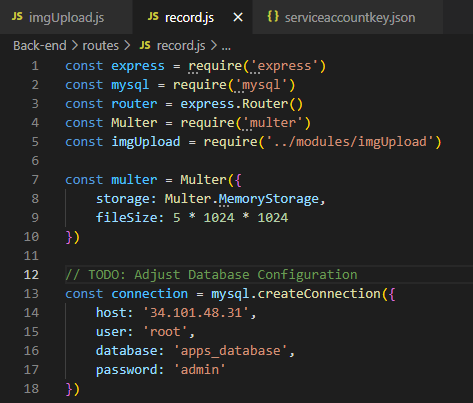 JS imgUpload.js JS record.js × {} serviceaccountkey.json
Back-end > routes > JS record.js > ...
1 const express = require('express')
2 const mysql = require('mysql')
3 const router = express.Router()
4 const Multer = require('multer')
5 const imgUpload = require('../modules/imgUpload')
6
7 const multer = Multer({
8     storage: Multer.MemoryStorage,
9     fileSize: 5 * 1024 * 1024
10 })
11
12 // TODO: Adjust Database Configuration
13 const connection = mysql.createConnection({
14     host: '34.101.48.31',
15     user: 'root',
16     database: 'apps_database',
17     password: 'admin'
18 })